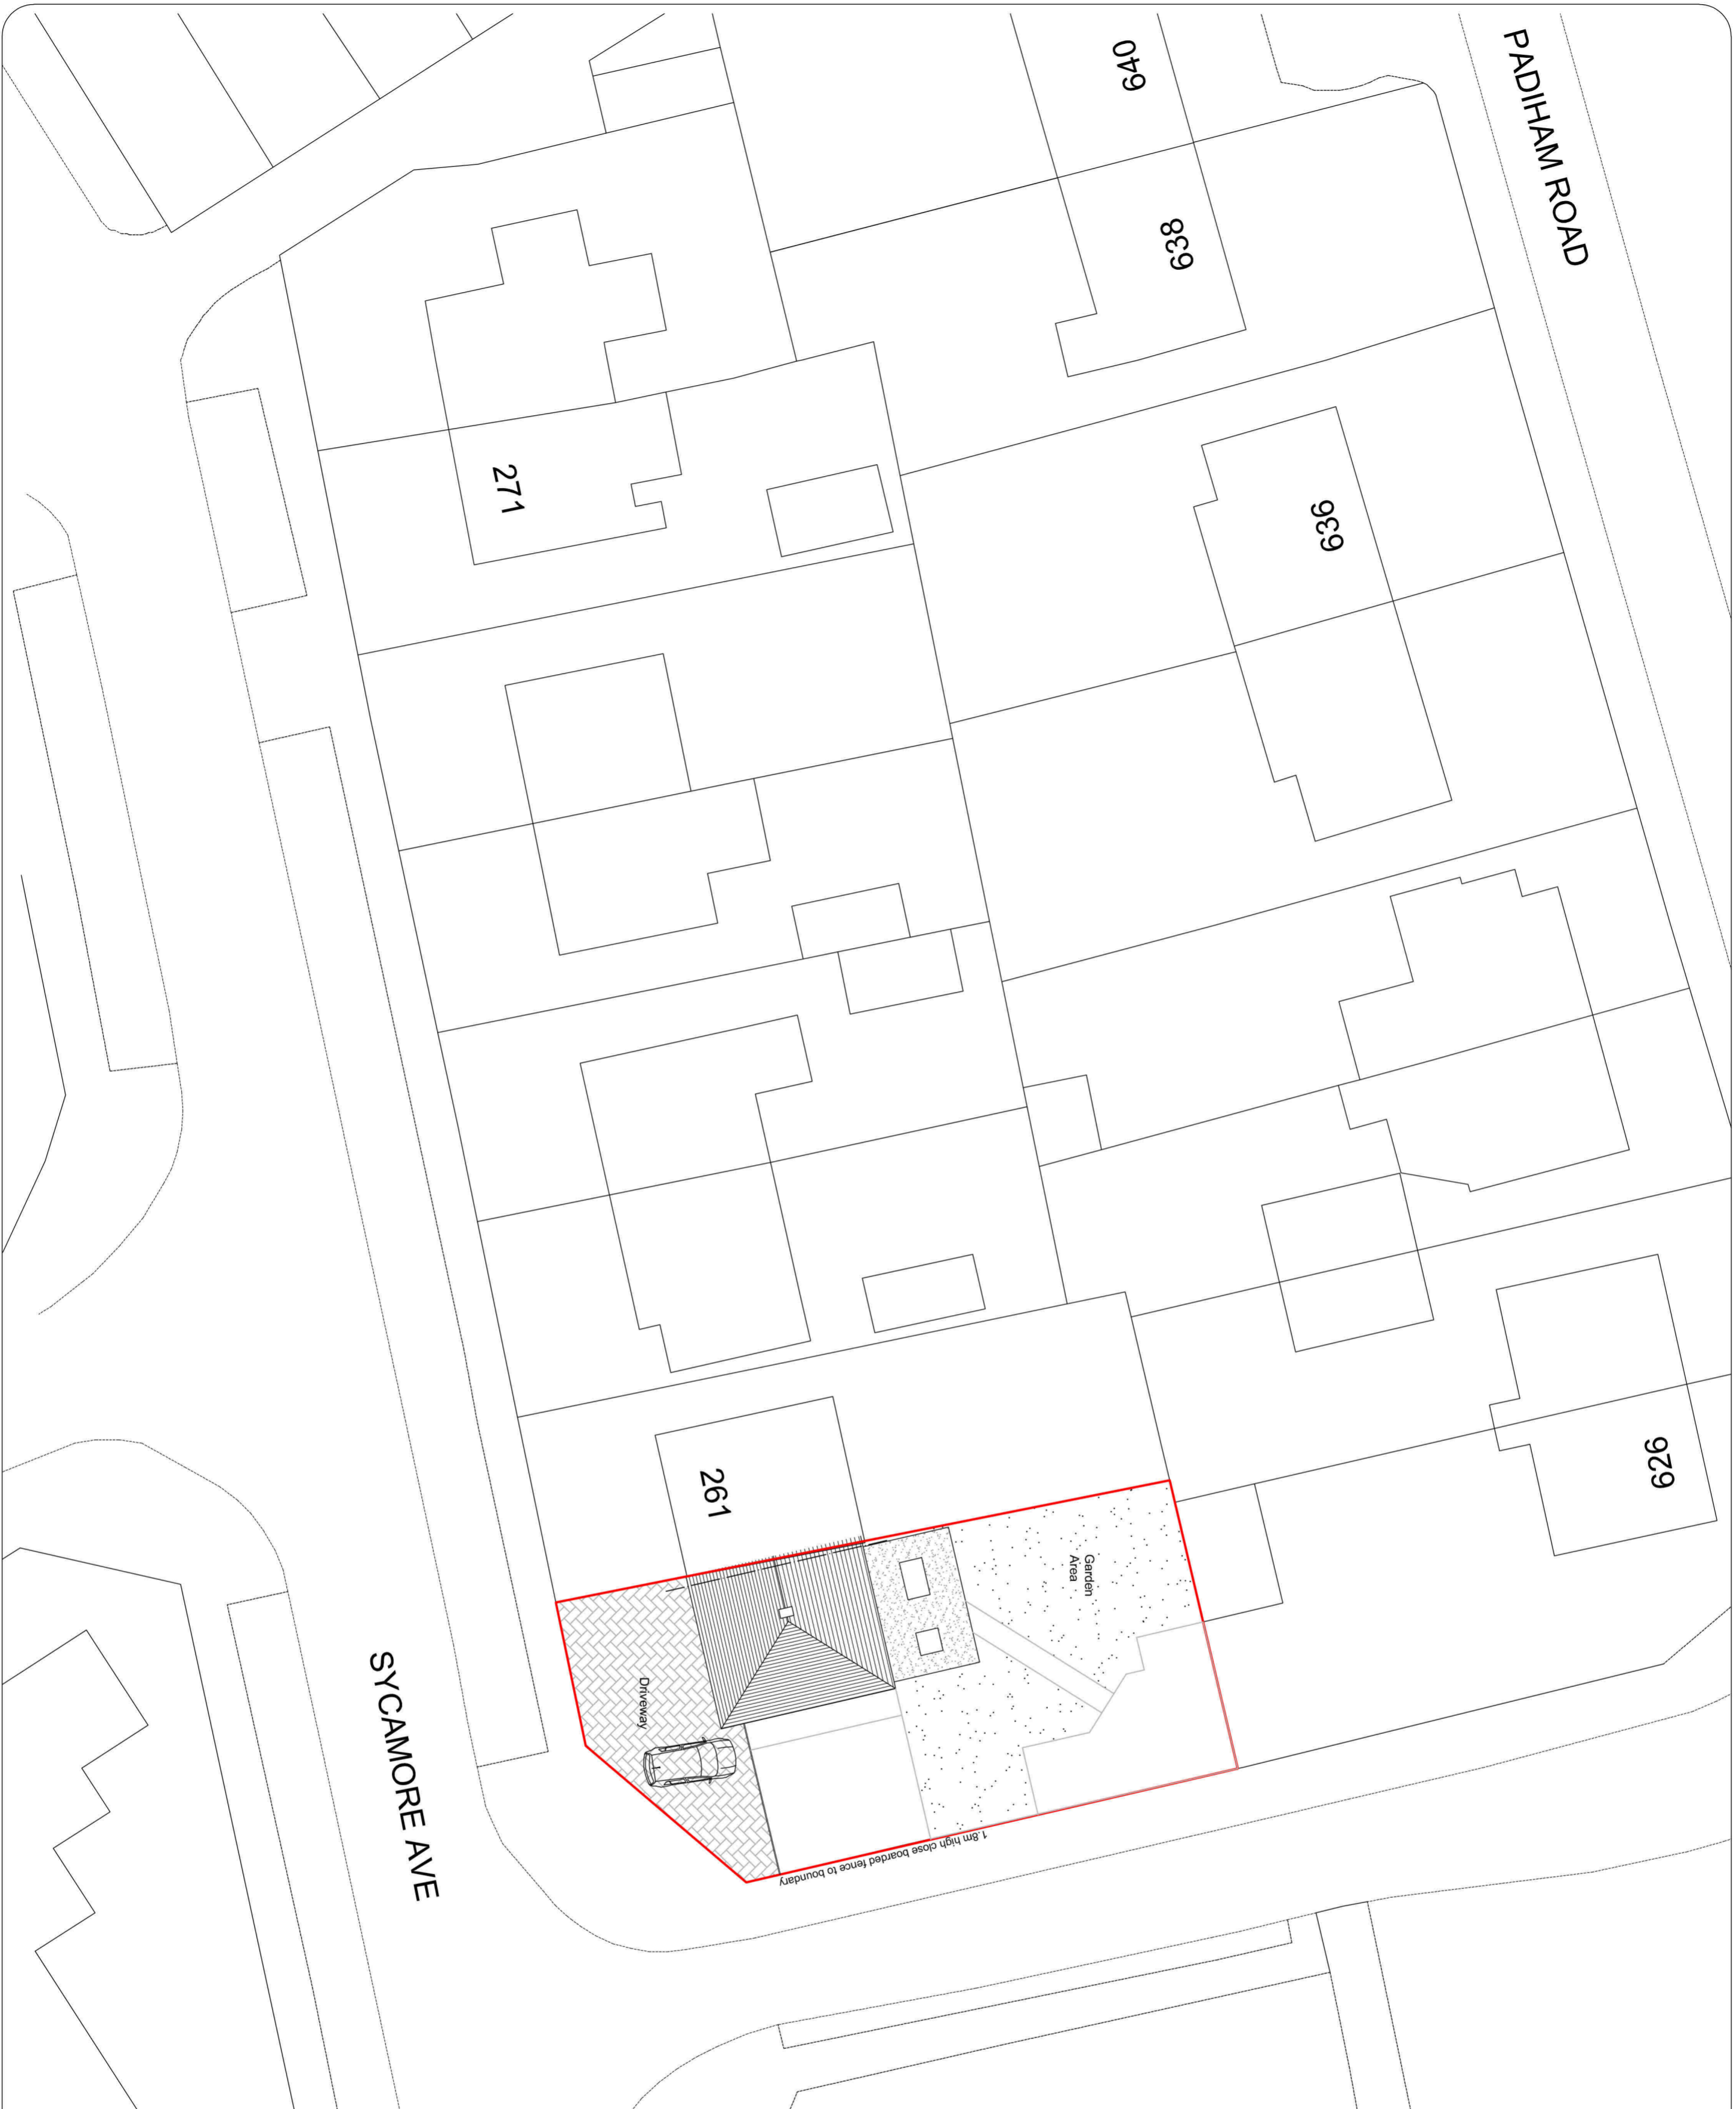 PADIHAM ROAD
640
638
636
271
626
261
Garden
Area
Driveway
SYCAMORE AVE
1.8m high close boarded fence to boundary